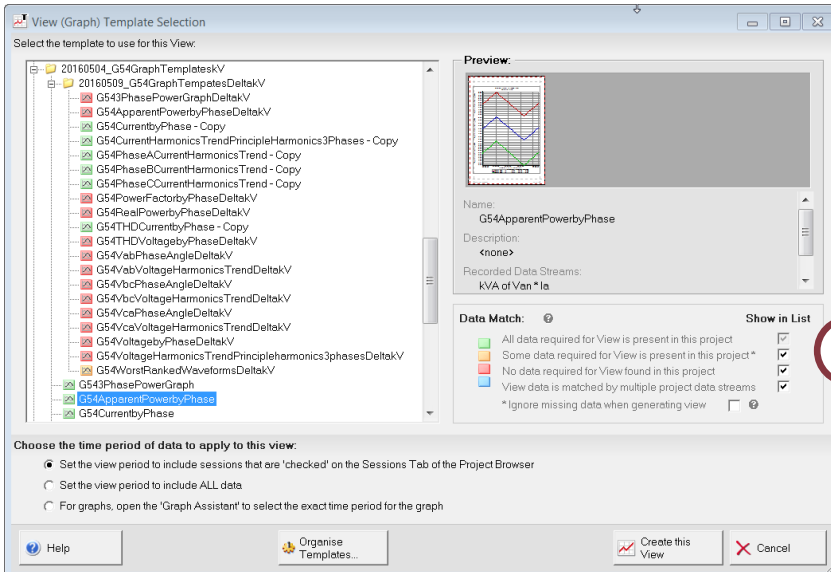 View (Graph) Template Selection
Select the template to use for this View:
20160504_G54GraphTemplateskV
20160509_G54GraphTempatesDeltakV
G543PhasePowerGraphDeltakV
G54ApparentPowerbyPhaseDeltakV
G54CurrentbyPhase - Copy
G54CurrentHarmonicsTrendPrincipleHarmonics3Phases - Copy
G54PhaseACurrentHarmonicsTrend - Copy
G54PhaseBCurrentHarmonicsTrend - Copy
G54PhaseCCurrentHarmonicsTrend - Copy
G54PowerFactorbyPhaseDeltakV
G54RealPowerbyPhaseDeltakV
G54THDCurrentbyPhase - Copy
G54THDVoltagebyPhaseDeltakV
G54VabPhaseAngleDeltakV
G54VabVoltageHarmonicsTrendDeltakV
G54VbcPhaseAngleDeltakV
G54VbcVoltageHarmonicsTrendDeltakV
G54VcaPhaseAngleDeltakV
G54VcaVoltageHarmonicsTrendDeltakV
G54VoltagebyPhaseDeltakV
G54VoltageHarmonicsTrendPrincipleharmonics3phasesDeltakV
G54WorstRankedWaveformsDeltakV
G543PhasePowerGraph
G54ApparentPowerbyPhase
G54CurrentbyPhase
Preview:
Name:
G54ApparentPowerbyPhase
Description:
<none>
Recorded Data Streams:
kVA of Van * Ia
Data Match:
Show in List
All data required for View is present in this project
Some data required for View is present in this project *
No data required for View found in this project
View data is matched by multiple project data streams
* Ignore missing data when generating view
Choose the time period of data to apply to this view:
Set the view period to include sessions that are 'checked' on the Sessions Tab of the Project Browser
Set the view period to include ALL data
For graphs, open the 'Graph Assistant' to select the exact time period for the graph
Help
Organise
Templates...
Create this
View
Cancel